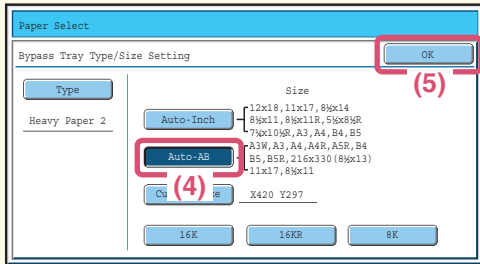 Paper Select
Bypass Tray Type/Size Setting
OK
(5)
Type
Size
Heavy Paper 2
Auto-Inch
12x18,11x17,8½x14
8½x11,8½x11R,5½x8½R
7¼x10½R,A3,A4,B4,B5
Auto-AB
A3W,A3,A4,A4R,A5R,B4
B5,B5R,216x330(8½x13)
11x17,8½x11
(4)
X420 Y297
16K
16KR
8K